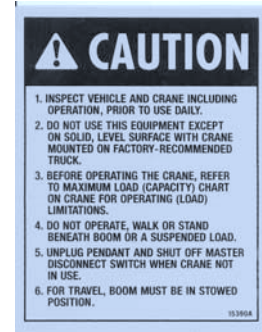 CAUTION
1. INSPECT VEHICLE AND CRANE INCLUDING
OPERATION, PRIOR TO USE DAILY.
2. DO NOT USE THIS EQUIPMENT EXCEPT
ON SOLID, LEVEL SURFACE WITH CRANE
MOUNTED ON FACTORY-RECOMMENDED
TRUCK.
3. BEFORE OPERATING THE CRANE, REFER
TO MAXIMUM LOAD (CAPACITY) CHART
ON CRANE FOR OPERATING (LOAD)
LIMITATIONS.
4. DO NOT OPERATE, WALK OR STAND
BENEATH BOOM OR A SUSPENDED LOAD.
5. UNPLUG PENDANT AND SHUT OFF MASTER
DISCONNECT SWITCH WHEN CRANE NOT
IN USE.
6. FOR TRAVEL, BOOM MUST BE IN STOWED
POSITION.
15390A